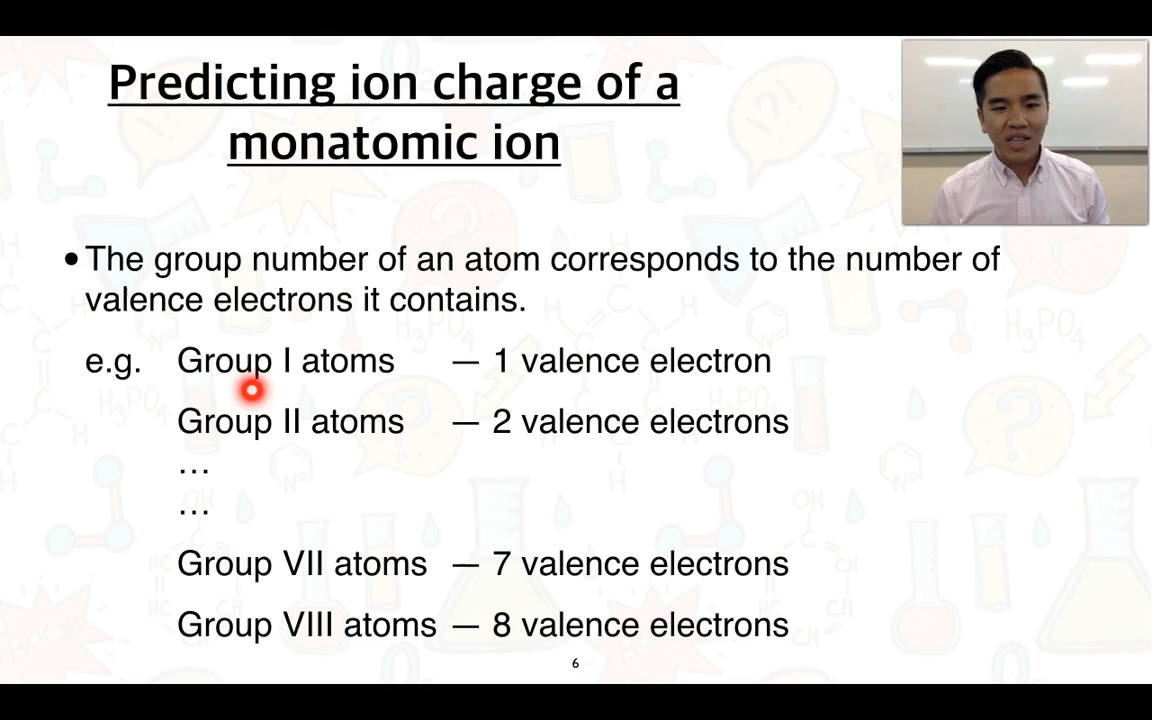 Predicting ion charge of a
monatomic ion
• The group number of an atom corresponds to the number of
valence electrons it contains.
e.g. Group I atoms — 1 valence electron
Group II atoms — 2 valence electrons
...
...
Group VII atoms — 7 valence electrons
Group VIII atoms — 8 valence electrons
6